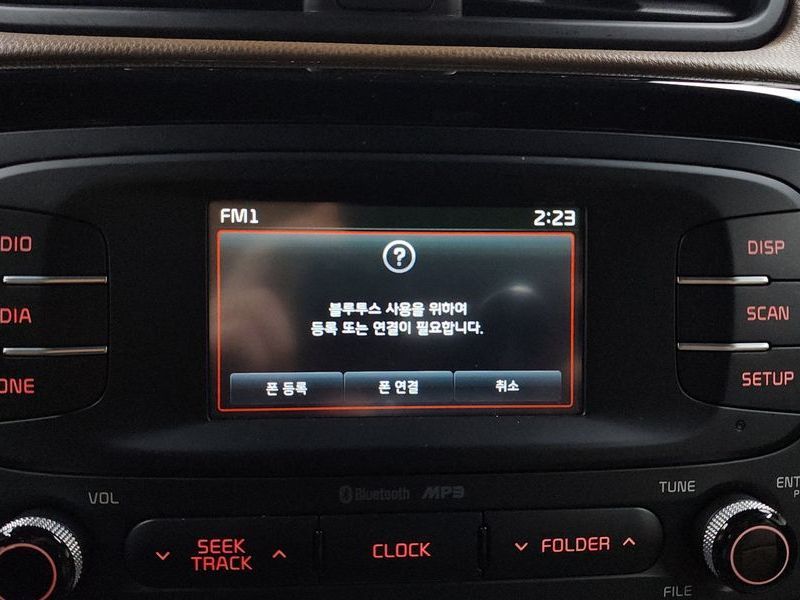 FM1 2:23
?
블루투스 사용을 위하여
등록 또는 연결이 필요합니다.
폰 등록 폰 연결 취소
DIO
DIA
ONE
DISP
SCAN
SETUP
Bluetooth MP3
VOL
TUNE
ENT
P
SEEK
TRACK
CLOCK
FOLDER
FILE